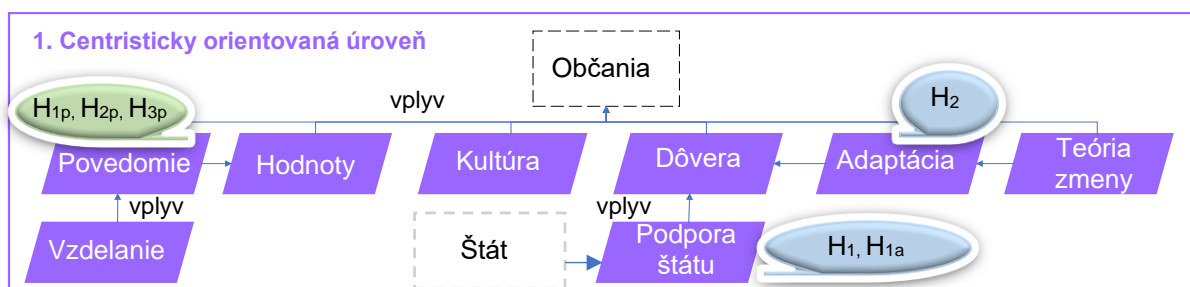 1. Centristicky orientovaná úroveň
Občania
vplyv
H1p, H2p, H3p
H2
Povedomie
Hodnoty
Kultúra
Dôvera
Adaptácia
Teória
zmeny
vplyv
vplyv
Vzdelanie
Štát
Podpora
štátu
H1, H1a